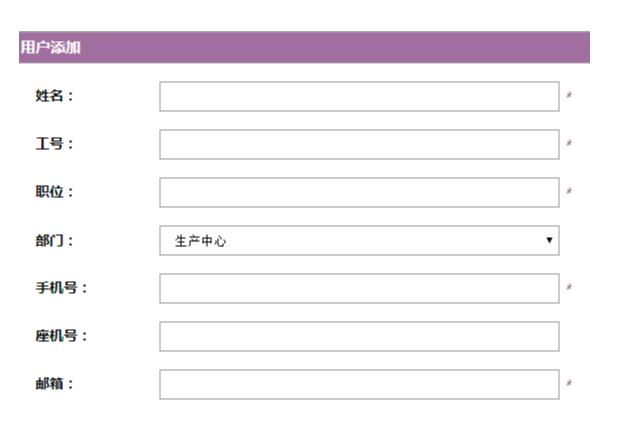 用户添加
姓名： *
工号： *
职位： *
部门： 生产中心 ▼
手机号： *
座机号：
邮箱： *